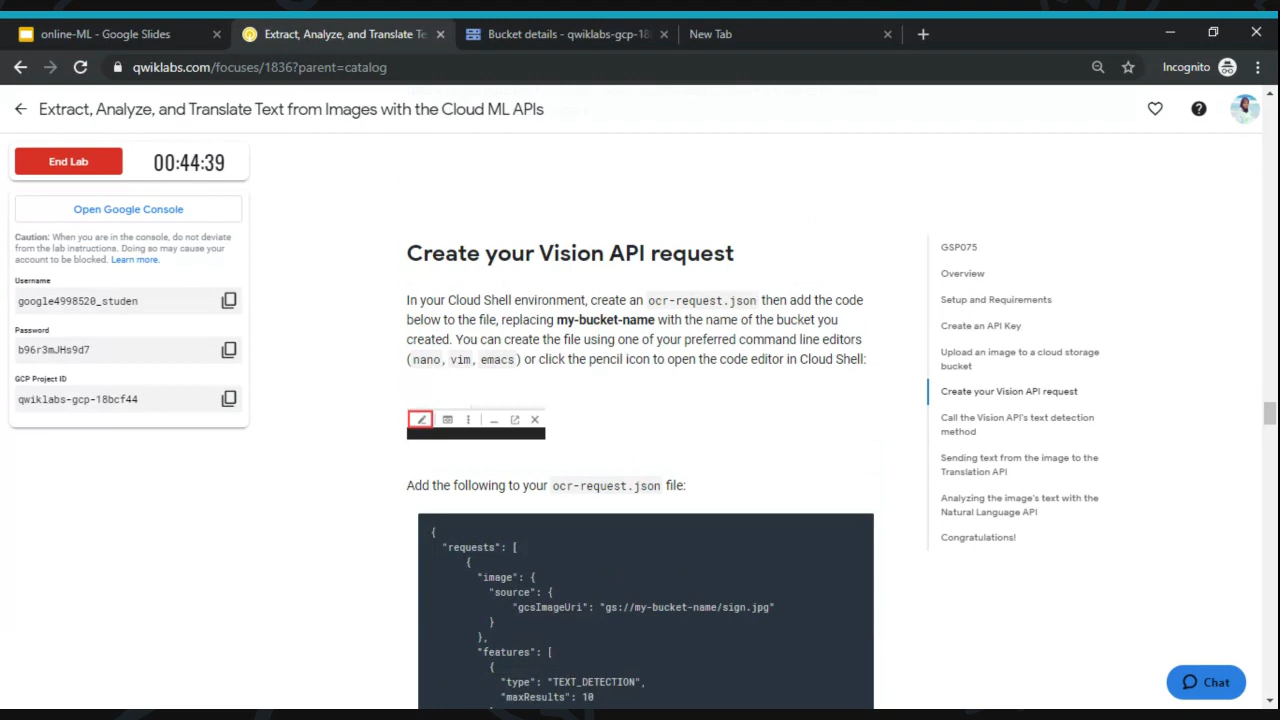 online-ML - Google Slides
Extract, Analyze, and Translate Te
Bucket details - qwiklabs-gcp-18
New Tab
qwiklabs.com/focuses/1836?parent=catalog
Incognito
Extract, Analyze, and Translate Text from Images with the Cloud ML APIs
End Lab
00:44:39
Open Google Console
Caution: When you are in the console, do not deviate
from the lab instructions. Doing so may cause your
account to be blocked. Learn more.
Username
google4998520_studen
Password
b96r3mJHs9d7
GCP Project ID
qwiklabs-gcp-18bcf44
Create your Vision API request
In your Cloud Shell environment, create an ocr-request.json then add the code
below to the file, replacing my-bucket-name with the name of the bucket you
created. You can create the file using one of your preferred command line editors
(nano, vim, emacs) or click the pencil icon to open the code editor in Cloud Shell:
Add the following to your ocr-request.json file:
{
"requests": [
{
"image": {
"source": {
"gcsImageUri": "gs://my-bucket-name/sign.jpg"
}
},
"features": [
{
"type": "TEXT_DETECTION",
"maxResults": 10
GSP075
Overview
Setup and Requirements
Create an API Key
Upload an image to a cloud storage
bucket
Create your Vision API request
Call the Vision API's text detection
method
Sending text from the image to the
Translation API
Analyzing the image's text with the
Natural Language API
Congratulations!
Chat